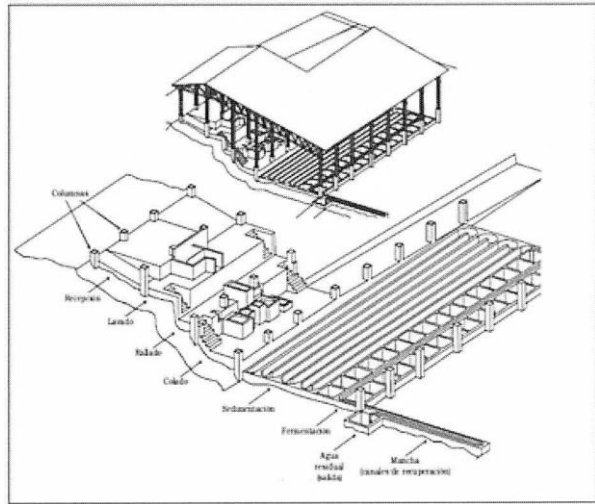 Columnas
Recepción
Lavado
Rallado
Colado
Sedimentación
Fermentación
Agua
residual
(salida)
Mancha
(canales de recuperación)